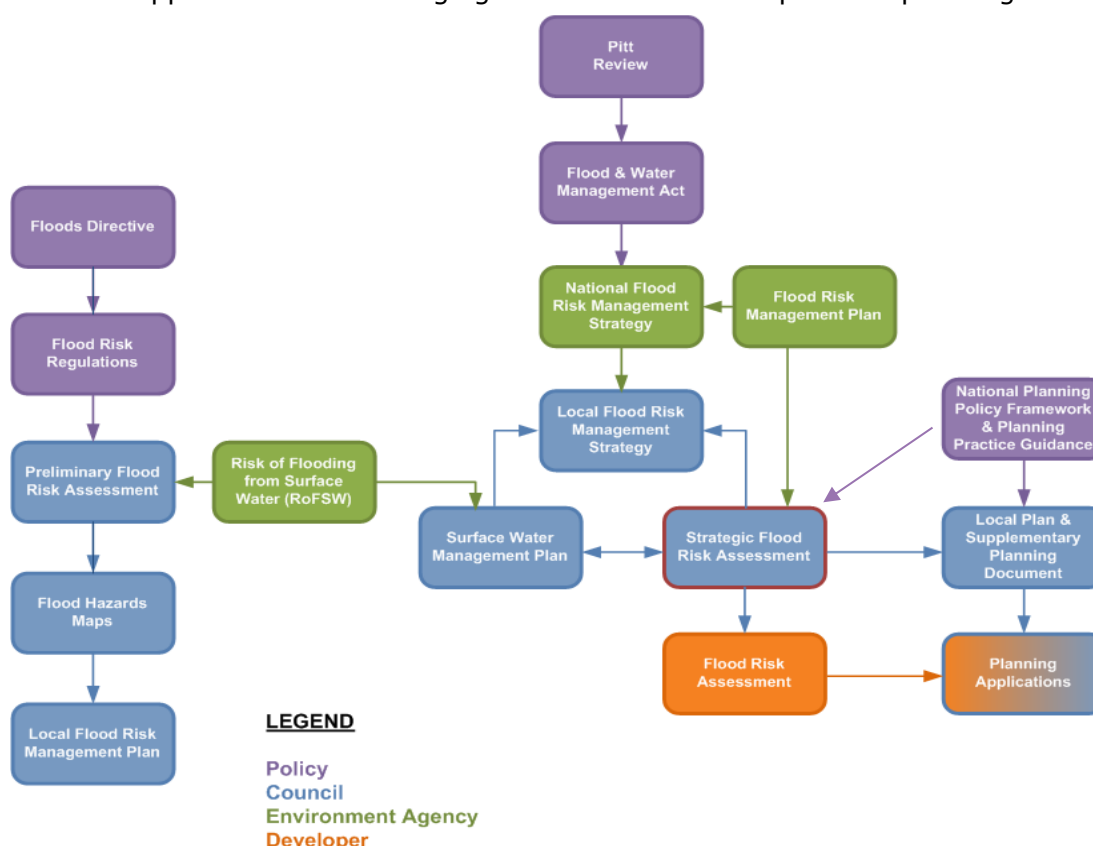 Pitt
Review
Flood & Water
Management Act
Floods Directive
National Flood
Risk Management
Strategy
Flood Risk
Management Plan
Flood Risk
Regulations
National Planning
Policy Framework
& Planning
Practice Guidance
Local Flood Risk
Management
Strategy
Preliminary Flood
Risk Assessment
Risk of Flooding
from Surface
Water (RoFSW)
Surface Water
Management Plan
Strategic Flood
Risk Assessment
Local Plan &
Supplementary
Planning
Document
Flood Hazards
Maps
Flood Risk
Assessment
Planning
Applications
Local Flood Risk
Management Plan
LEGEND
Policy
Council
Environment Agency
Developer